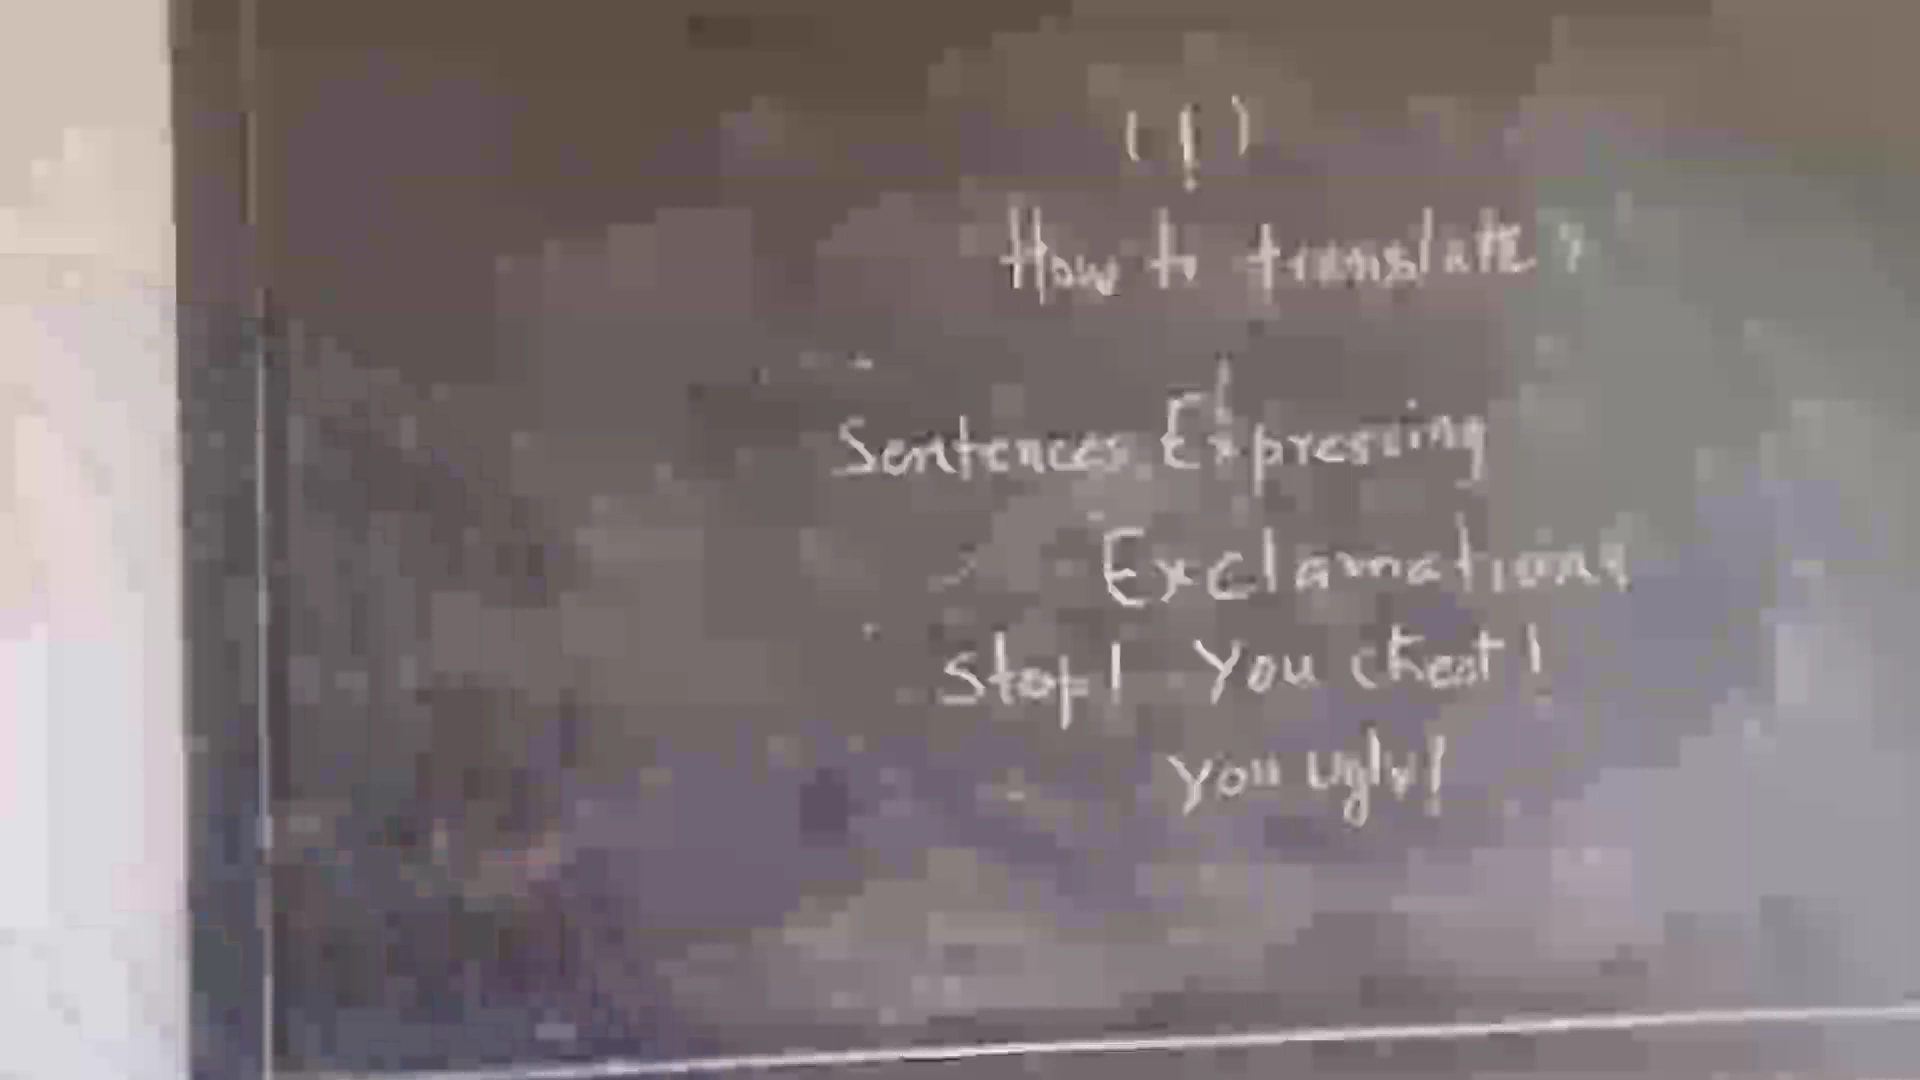 (!)
How to translate?
Sentences Expressing
Exclamations
Stop! You cheat!
You ugly!